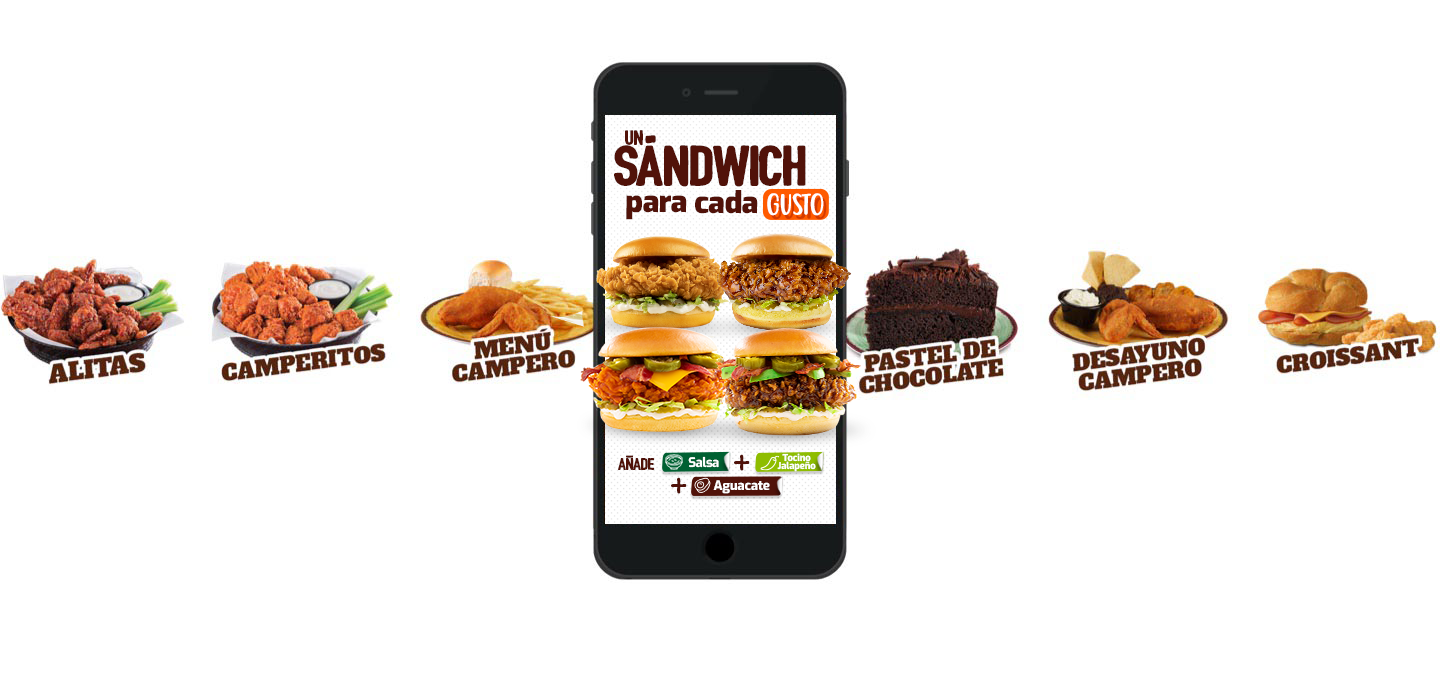 UN
SÁNDWICH
para cada GUSTO
ALITAS
CAMPERITOS
MENÚ
CAMPERO
PASTEL DE
CHOCOLATE
DESAYUNO
CAMPERO
CROISSANT
AÑADE Salsa + Tocino
Jalapeño
+ Aguacate